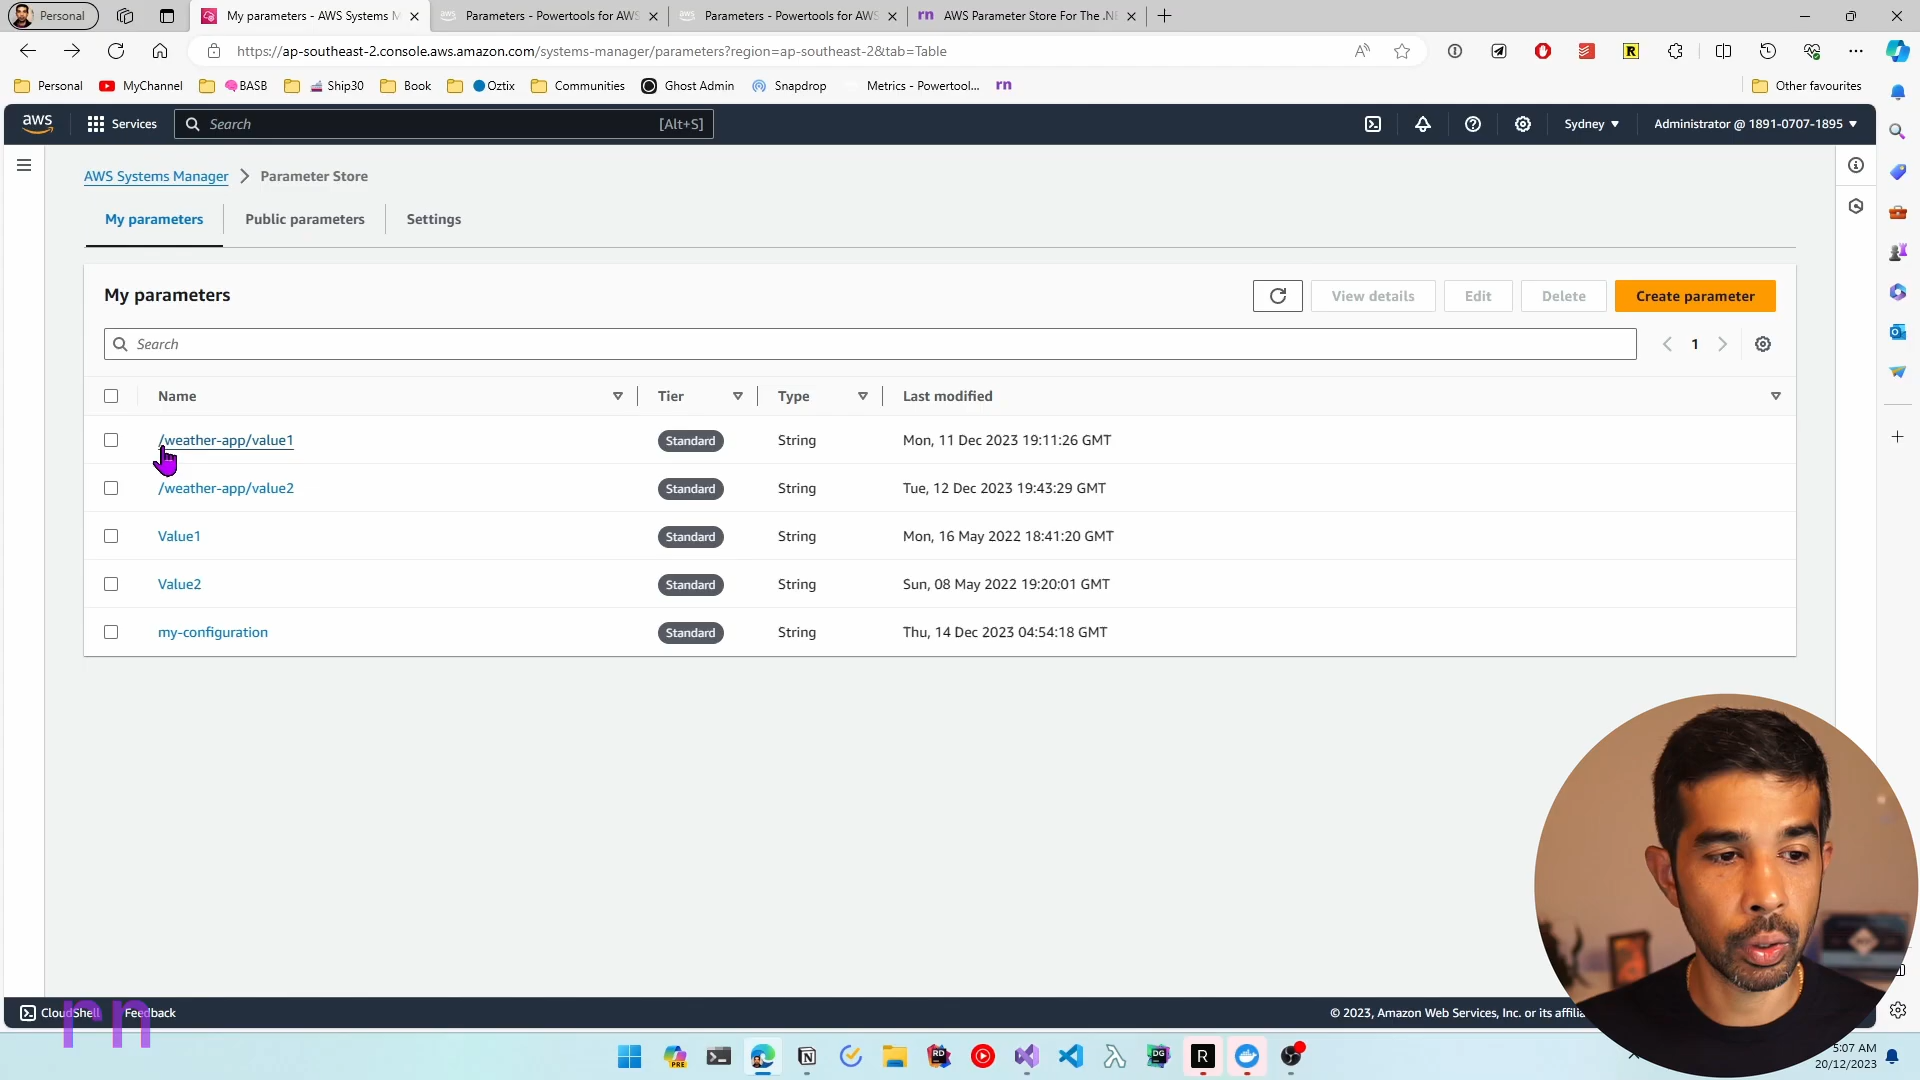 Personal
My parameters - AWS Systems M
Parameters - Powertools for AWS
Parameters - Powertools for AWS
rn AWS Parameter Store For The .NE
https://ap-southeast-2.console.aws.amazon.com/systems-manager/parameters?region=ap-southeast-2&tab=Table
Personal MyChannel BASB Ship30 Book Oztix Communities Ghost Admin Snapdrop Metrics - Powertool... rn Other favourites
aws Services Search [Alt+S] Sydney Administrator @ 1891-0707-1895
AWS Systems Manager > Parameter Store
My parameters Public parameters Settings
My parameters View details Edit Delete Create parameter
Search 1
Name Tier Type Last modified
/weather-app/value1 Standard String Mon, 11 Dec 2023 19:11:26 GMT
/weather-app/value2 Standard String Tue, 12 Dec 2023 19:43:29 GMT
Value1 Standard String Mon, 16 May 2022 18:41:20 GMT
Value2 Standard String Sun, 08 May 2022 19:20:01 GMT
my-configuration Standard String Thu, 14 Dec 2023 04:54:18 GMT
CloudShell Feedback © 2023, Amazon Web Services, Inc. or its affilia
rn
PRE RD DG R
5:07 AM
20/12/2023